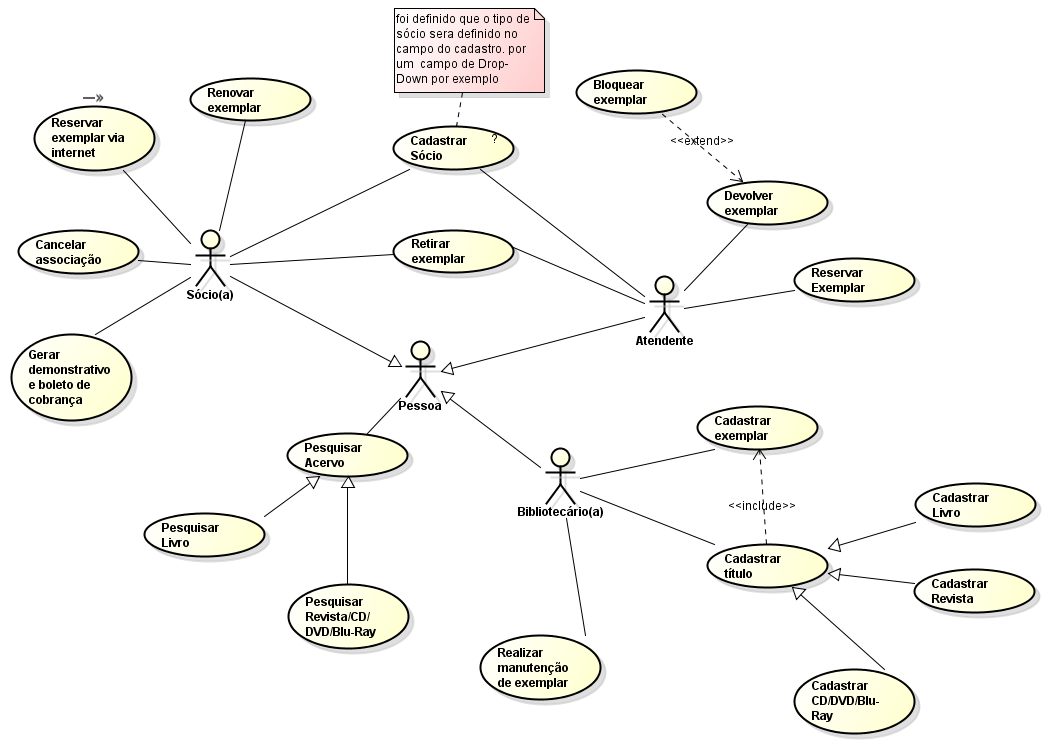 foi definido que o tipo de
sócio sera definido no
campo do cadastro. por
um campo de Drop-
Down por exemplo
Bloquear
exemplar
Renovar
exemplar
Reservar
exemplar via
internet
Cadastrar
Sócio
?
<<extend>>
Devolver
exemplar
Cancelar
associação
Retirar
exemplar
Reservar
Exemplar
Sócio(a)
Atendente
Gerar
demonstrativo
e boleto de
cobrança
Pessoa
Cadastrar
exemplar
Pesquisar
Acervo
Bibliotecário(a)
<<include>>
Cadastrar
Livro
Pesquisar
Livro
Cadastrar
título
Cadastrar
Revista
Pesquisar
Revista/CD/
DVD/Blu-Ray
Realizar
manutenção
de exemplar
Cadastrar
CD/DVD/Blu-
Ray